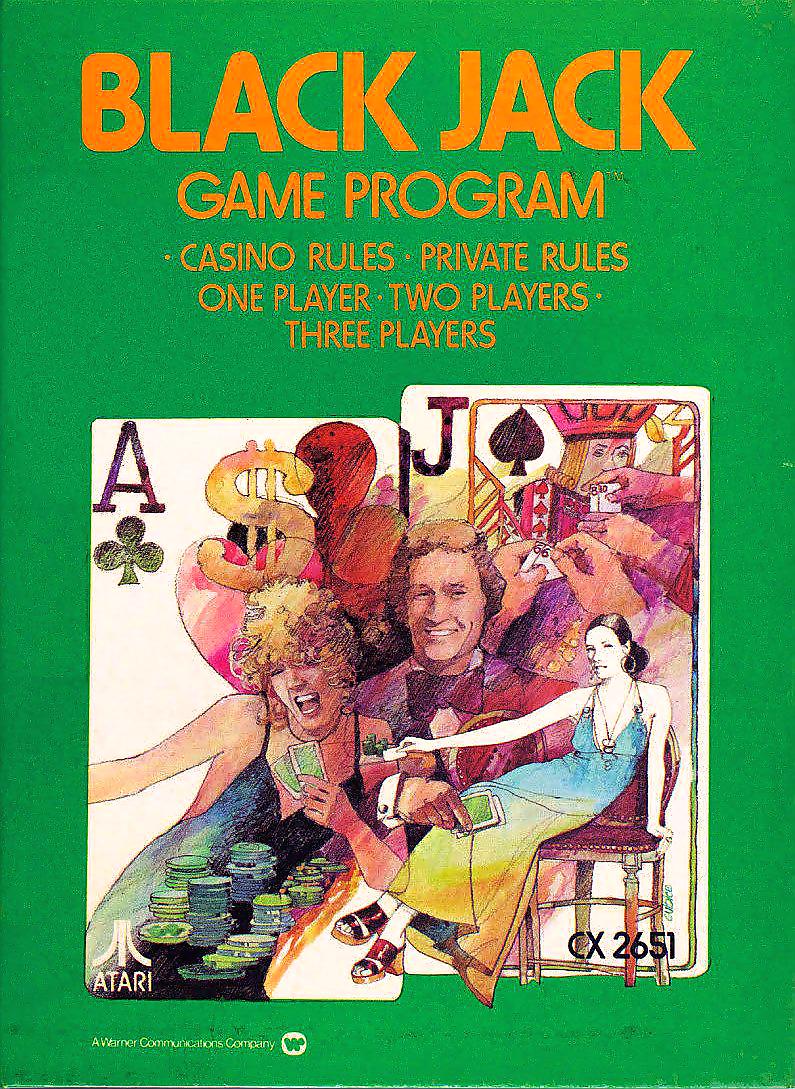 BLACK JACK
GAME PROGRAM™
· CASINO RULES · PRIVATE RULES
ONE PLAYER · TWO PLAYERS ·
THREE PLAYERS
A
J
CX 2651
ATARI
A Warner Communications Company